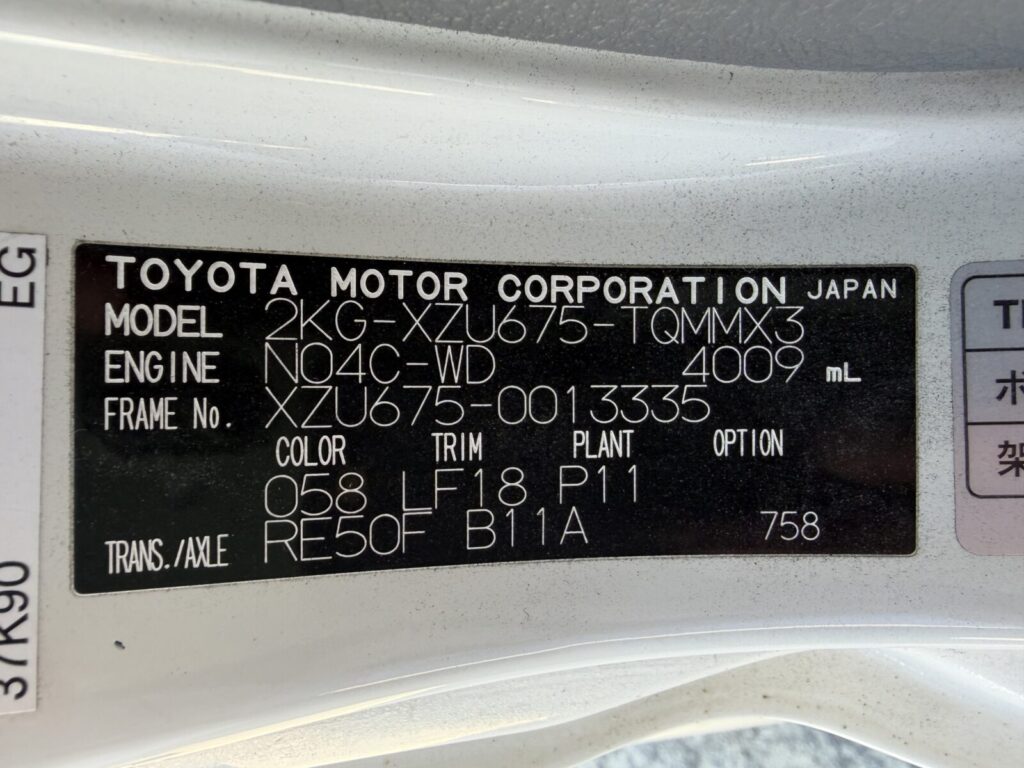 TOYOTA MOTOR CORPORATION JAPAN
MODEL 2KG-XZU675-TQMMX3
ENGINE N04C-WD 4009 mL
FRAME No. XZU675-0013335
COLOR TRIM PLANT OPTION
058 LF18 P11
TRANS./AXLE RE50F B11A 758
EG
37K90